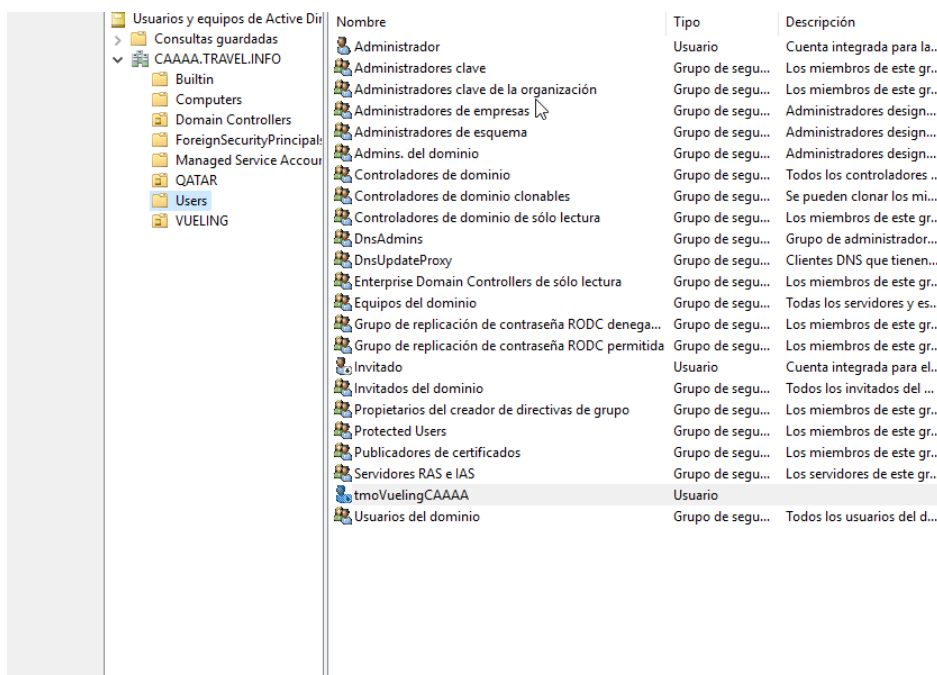 Usuarios y equipos de Active Dir
Consultas guardadas
CAAAA.TRAVEL.INFO
Builtin
Computers
Domain Controllers
ForeignSecurityPrincipals
Managed Service Accoun
QATAR
Users
VUELING
Nombre Tipo Descripción
Administrador Usuario Cuenta integrada para la...
Administradores clave Grupo de segu... Los miembros de este gr...
Administradores clave de la organización Grupo de segu... Los miembros de este gr...
Administradores de empresas Grupo de segu... Administradores design...
Administradores de esquema Grupo de segu... Administradores design...
Admins. del dominio Grupo de segu... Administradores design...
Controladores de dominio Grupo de segu... Todos los controladores ...
Controladores de dominio clonables Grupo de segu... Se pueden clonar los mi...
Controladores de dominio de sólo lectura Grupo de segu... Los miembros de este gr...
DnsAdmins Grupo de segu... Grupo de administrador...
DnsUpdateProxy Grupo de segu... Clientes DNS que tienen...
Enterprise Domain Controllers de sólo lectura Grupo de segu... Los miembros de este gr...
Equipos del dominio Grupo de segu... Todas los servidores y es...
Grupo de replicación de contraseña RODC denega... Grupo de segu... Los miembros de este gr...
Grupo de replicación de contraseña RODC permitida Grupo de segu... Los miembros de este gr...
Invitado Usuario Cuenta integrada para el...
Invitados del dominio Grupo de segu... Todos los invitados del ...
Propietarios del creador de directivas de grupo Grupo de segu... Los miembros de este gr...
Protected Users Grupo de segu... Los miembros de este gr...
Publicadores de certificados Grupo de segu... Los miembros de este gr...
Servidores RAS e IAS Grupo de segu... Los servidores de este gr...
tmoVuelingCAAAA Usuario
Usuarios del dominio Grupo de segu... Todos los usuarios del d...